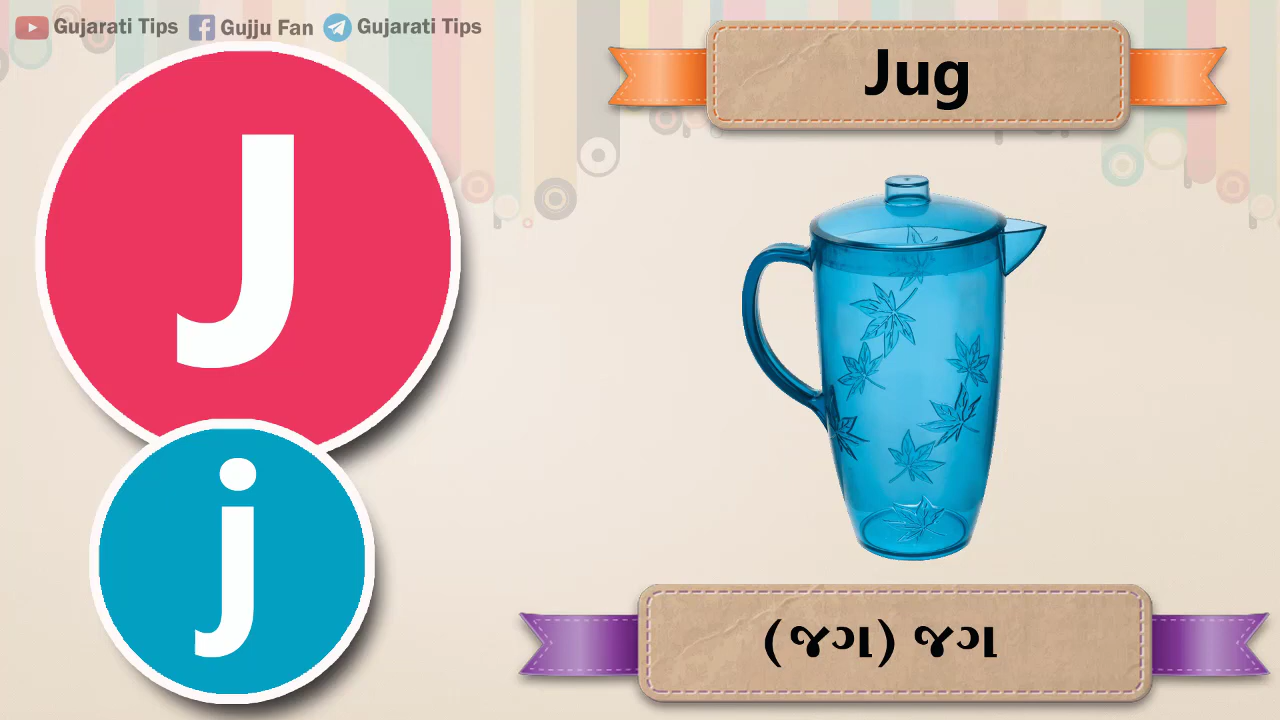 Gujarati Tips Gujju Fan Gujarati Tips
Jug
J
j
(જગ) જગ